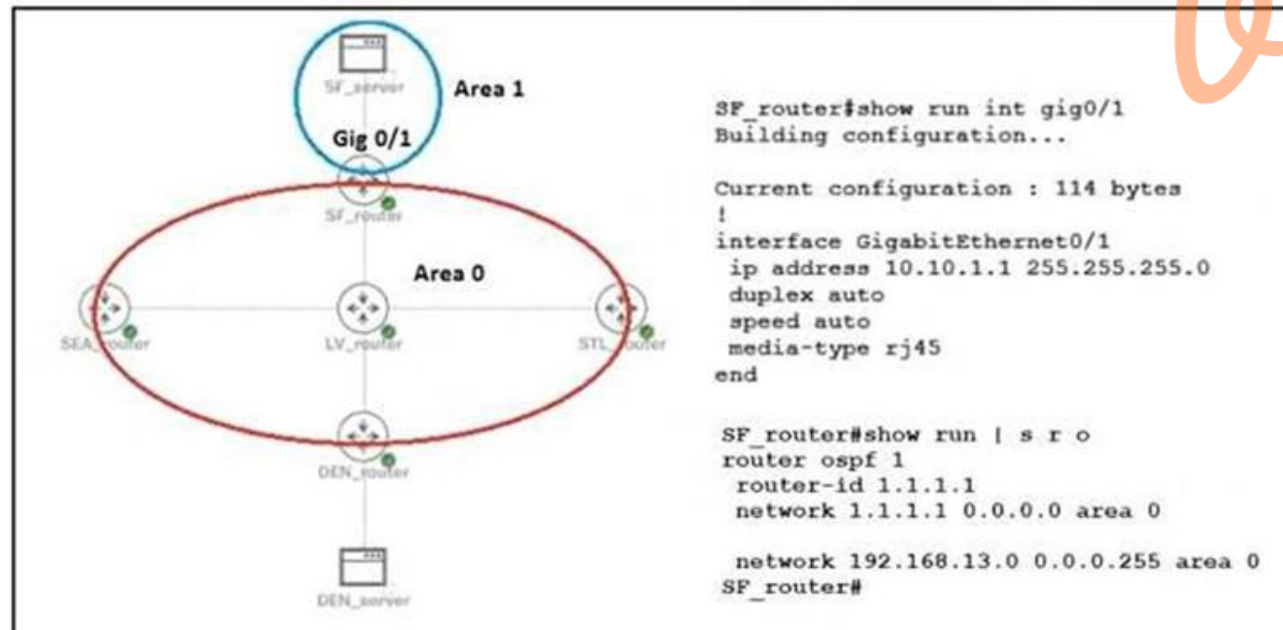 SF_server
Area 1
Gig 0/1
SF_router
Area 0
SEA_router
LV_router
STL_router
DEN_router
DEN_server
SF_router#show run int gig0/1
Building configuration...
Current configuration : 114 bytes
!
interface GigabitEthernet0/1
ip address 10.10.1.1 255.255.255.0
duplex auto
speed auto
media-type rj45
end
SF_router#show run | s r o
router ospf 1
router-id 1.1.1.1
network 1.1.1.1 0.0.0.0 area 0
network 192.168.13.0 0.0.0.255 area 0
SF_router#